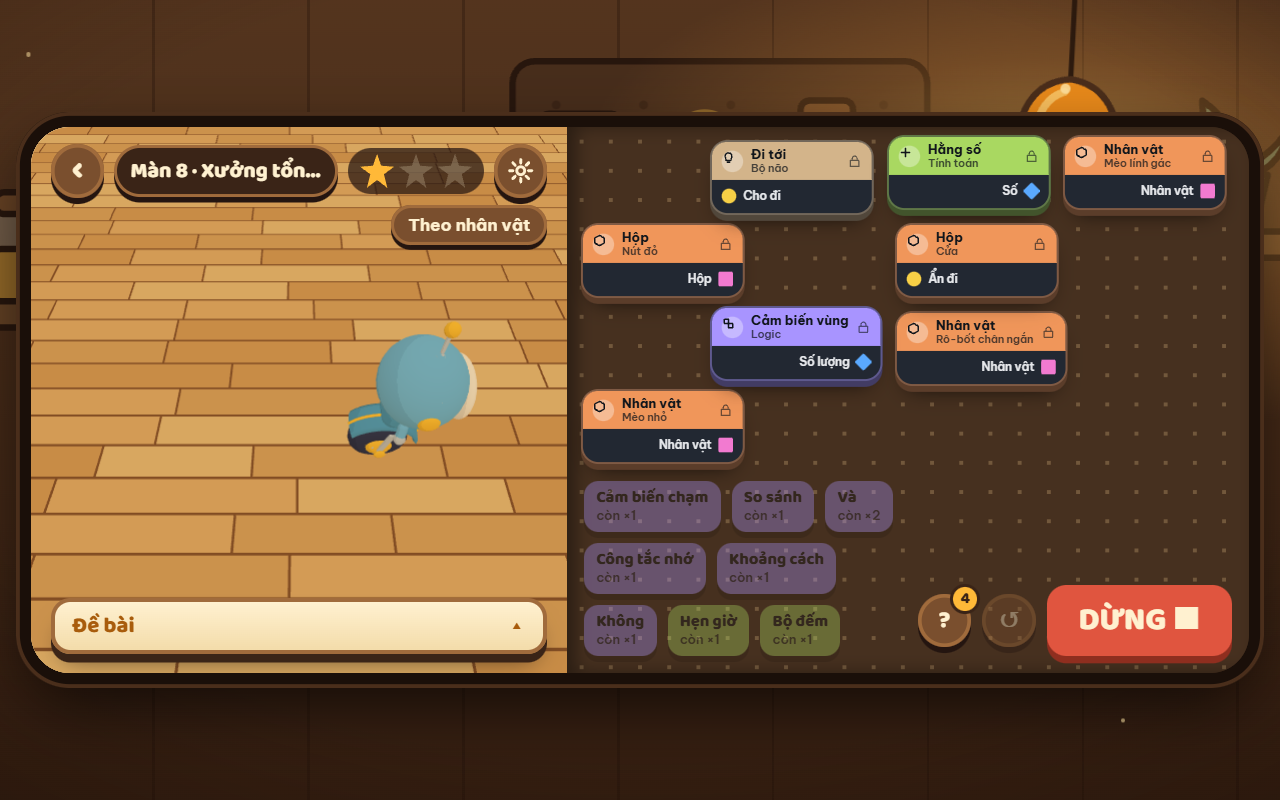 Màn 8 · Xưởng tổn...
Theo nhân vật
Đề bài
Đi tới
Bộ não
Cho đi
Hằng số
Tính toán
Số
Nhân vật
Mèo lính gác
Nhân vật
Hộp
Nút đỏ
Hộp
Hộp
Cửa
Ẩn đi
Cảm biến vùng
Logic
Số lượng
Nhân vật
Rô-bốt chân ngắn
Nhân vật
Nhân vật
Mèo nhỏ
Nhân vật
Cảm biến chạm
còn ×1
So sánh
còn ×1
Và
còn ×2
Công tắc nhớ
còn ×1
Khoảng cách
còn ×1
Không
còn ×1
Hẹn giờ
còn ×1
Bộ đếm
còn ×1
?
4
DỪNG